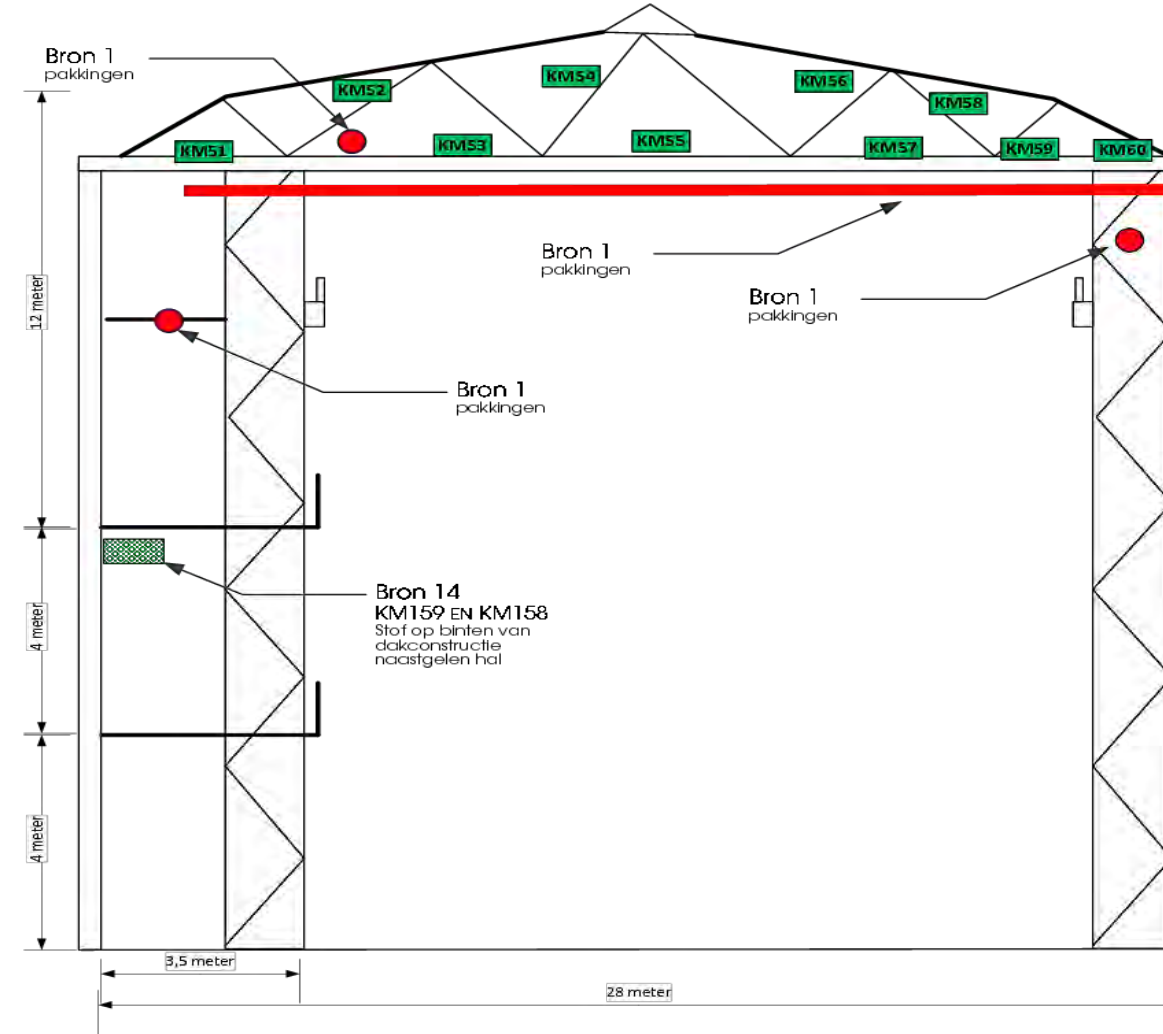 Bron 1
pakkingen
KM52
KM54
KM56
KM58
KM51
KM53
KM55
KM57
KM59
KM60
Bron 1
pakkingen
Bron 1
pakkingen
12 meter
Bron 1
pakkingen
Bron 14
KM159 EN KM158
Stof op binten van
dakconstructie
naastgelen hal
4 meter
4 meter
3,5 meter
28 meter